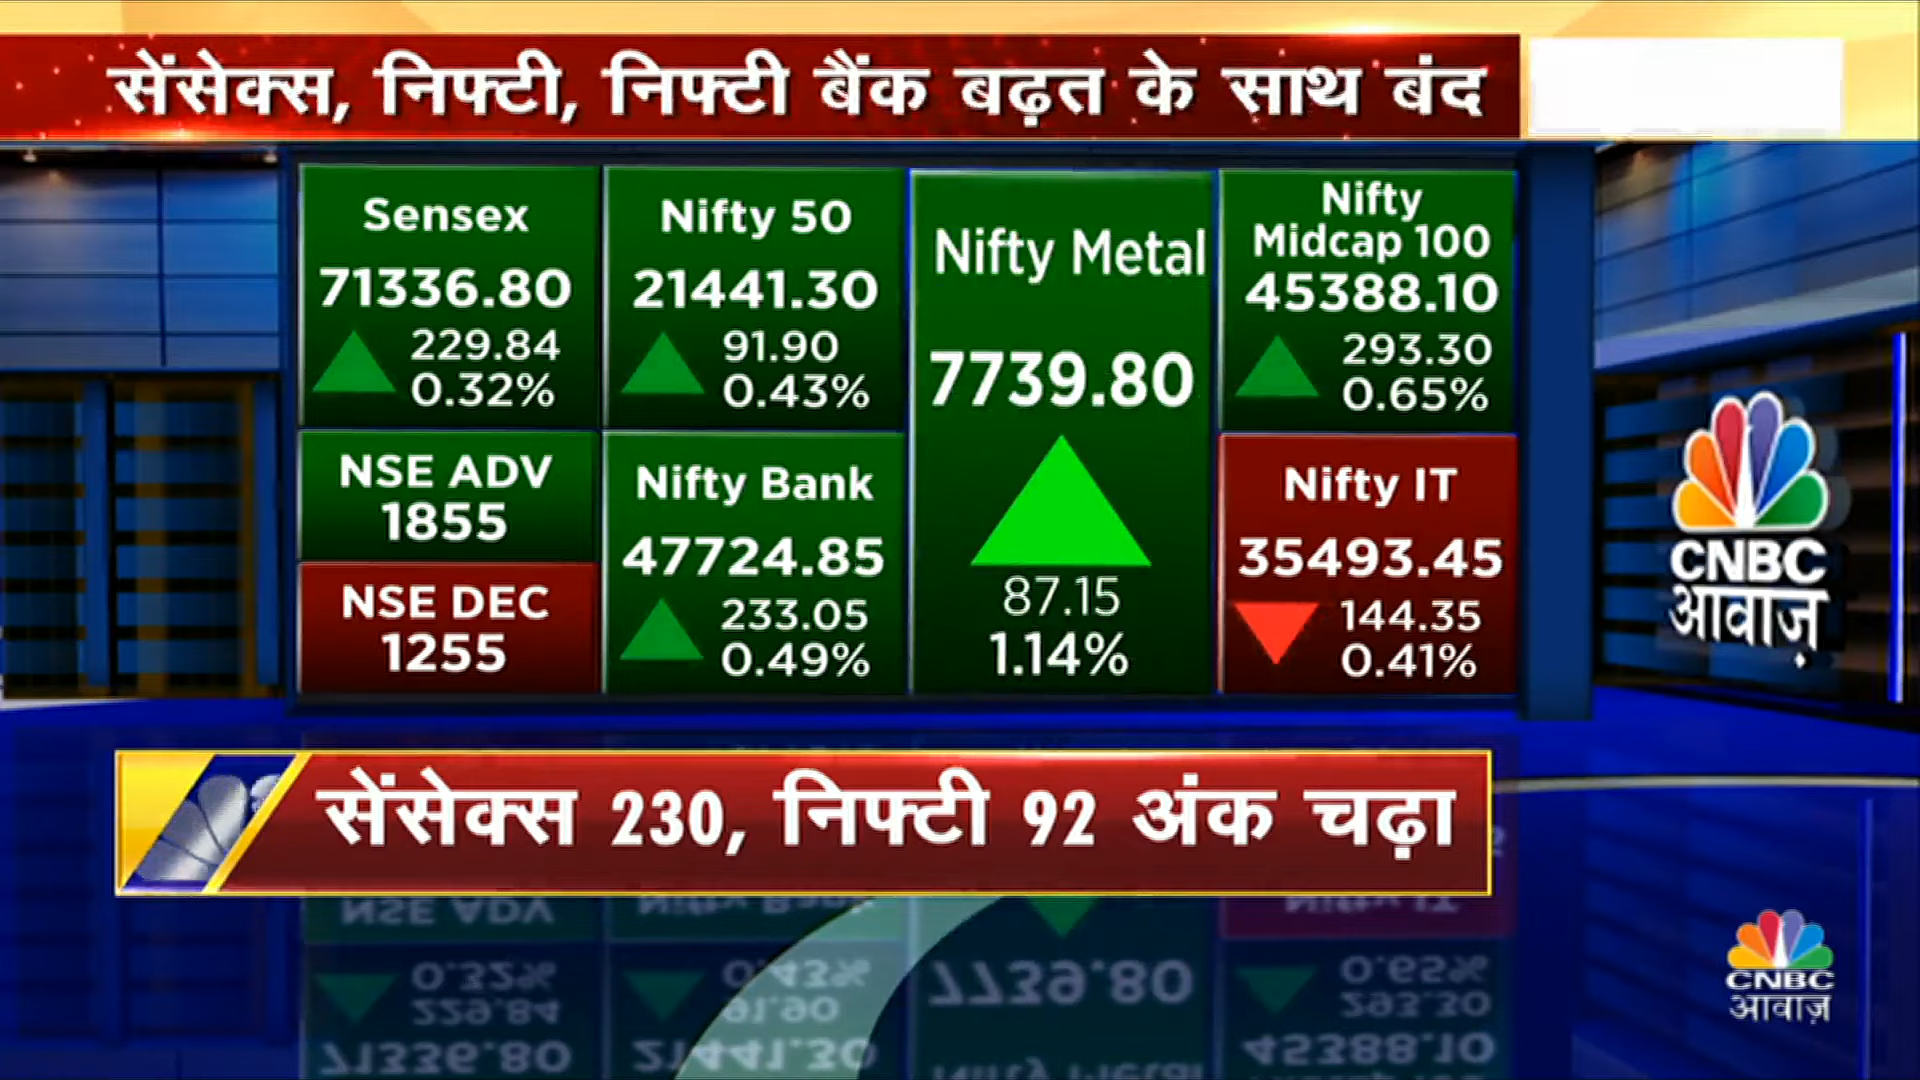 सेंसेक्स, निफ्टी, निफ्टी बैंक बढ़त के साथ बंद
Sensex
71336.80
229.84
0.32%
NSE ADV
1855
NSE DEC
1255
Nifty 50
21441.30
91.90
0.43%
Nifty Bank
47724.85
233.05
0.49%
Nifty Metal
7739.80
87.15
1.14%
Nifty
Midcap 100
45388.10
293.30
0.65%
Nifty IT
35493.45
144.35
0.41%
CNBC
आवाज़
सेंसेक्स 230, निफ्टी 92 अंक चढ़ा
CNBC
आवाज़